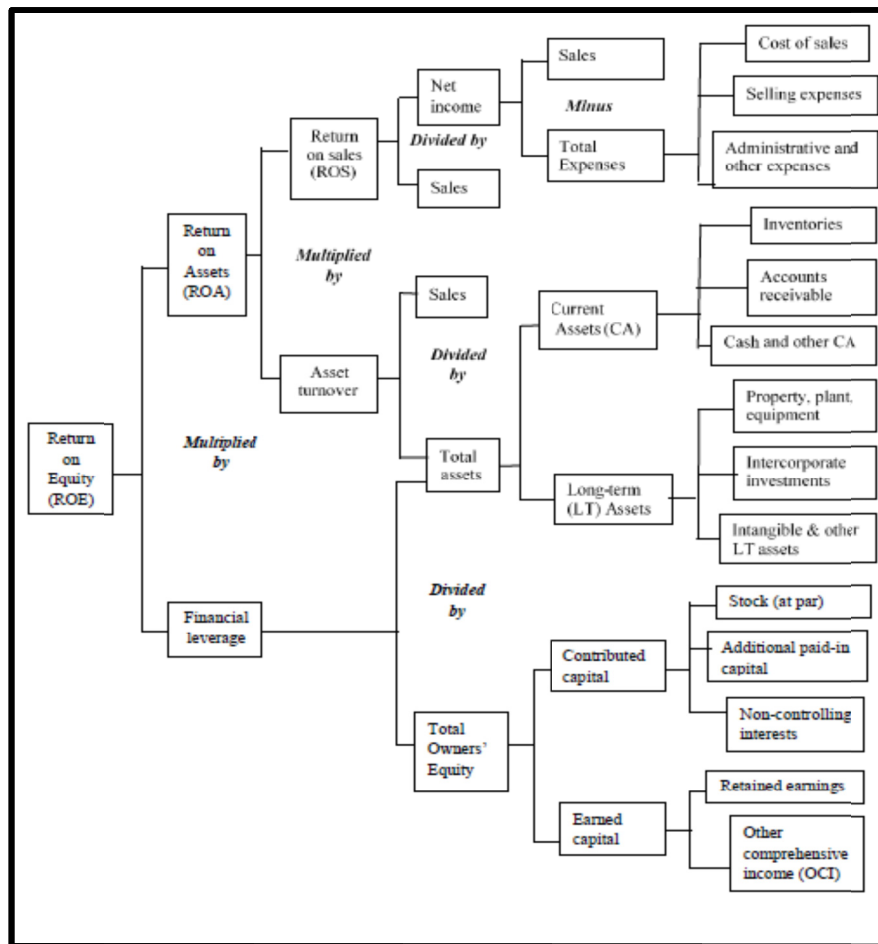 Sales
Cost of sales
Net
income
Minus
Selling expenses
Return
on sales
(ROS)
Divided by
Total
Expenses
Administrative and
other expenses
Sales
Return
on
Assets
(ROA)
Multiplied
by
Inventories
Sales
Current
Assets (CA)
Accounts
receivable
Divided
by
Cash and other CA
Asset
turnover
Property, plant,
equipment
Return
on
Equity
(ROE)
Multiplied
by
Total
assets
Intercorporate
investments
Long-term
(LT) Assets
Intangible & other
LT assets
Divided
by
Financial
leverage
Stock (at par)
Contributed
capital
Additional paid-in
capital
Non-controlling
interests
Total
Owners’
Equity
Retained earnings
Earned
capital
Other
comprehensive
income (OCI)